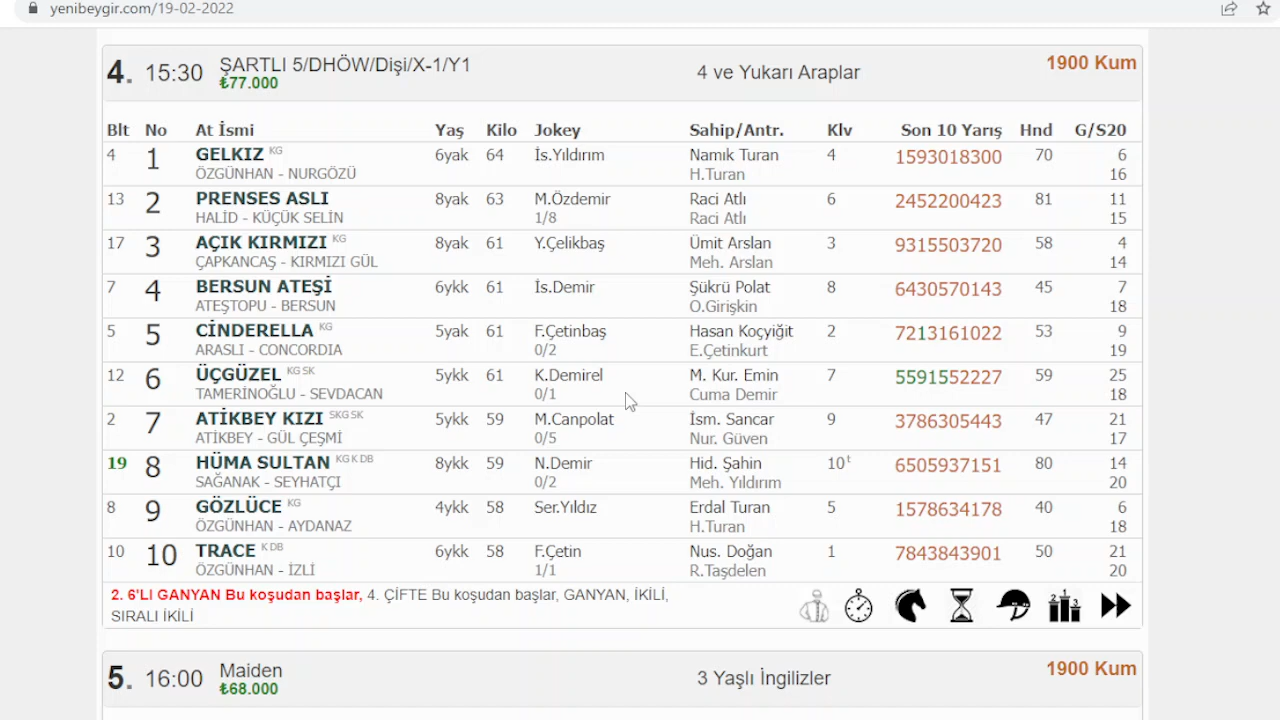 yenibeygir.com/19-02-2022
4. 15:30 ŞARTLI 5/DHÖW/Dişi/X-1/Y1 4 ve Yukarı Araplar 1900 Kum
₺77.000
Blt No At İsmi Yaş Kilo Jokey Sahip/Antr. Klv Son 10 Yarış Hnd G/S20
4 1 GELKIZ KG 6yak 64 İs.Yıldırım Namık Turan 4 1593018300 70 6
ÖZGÜNHAN - NURGÖZÜ H.Turan 16
13 2 PRENSES ASLI 8yak 63 M.Özdemir Raci Atlı 6 2452200423 81 11
HALİD - KÜÇÜK SELİN 1/8 Raci Atlı 15
17 3 AÇIK KIRMIZI KG 8yak 61 Y.Çelikbaş Ümit Arslan 3 9315503720 58 4
ÇAPKANCAŞ - KIRMIZI GÜL Meh. Arslan 14
7 4 BERSUN ATEŞİ 6ykk 61 İs.Demir Şükrü Polat 8 6430570143 45 7
ATEŞTOPU - BERSUN O.Girişkin 18
5 5 CİNDERELLA KG 5yak 61 F.Çetinbaş Hasan Koçyiğit 2 7213161022 53 9
ARASLI - CONCORDIA 0/2 E.Çetinkurt 19
12 6 ÜÇGÜZEL KG SK 5ykk 61 K.Demirel M. Kur. Emin 7 5591552227 59 25
TAMERİNOĞLU - SEVDACAN 0/1 Cuma Demir 18
2 7 ATİKBEY KIZI SKG SK 5ykk 59 M.Canpolat İsm. Sancar 9 3786305443 47 21
ATİKBEY - GÜL ÇEŞMİ 0/5 Nur. Güven 17
19 8 HÜMA SULTAN KG K DB 8ykk 59 N.Demir Hid. Şahin 10t 6505937151 80 14
SAĞANAK - SEYHATÇI 0/2 Meh. Yıldırım 20
8 9 GÖZLÜCE KG 4ykk 58 Ser.Yıldız Erdal Turan 5 1578634178 40 6
ÖZGÜNHAN - AYDANAZ H.Turan 18
10 10 TRACE K DB 6ykk 58 F.Çetin Nus. Doğan 1 7843843901 50 21
ÖZGÜNHAN - İZLİ 1/1 R.Taşdelen 20
2. 6'LI GANYAN Bu koşudan başlar, 4. ÇİFTE Bu koşudan başlar, GANYAN, İKİLİ,
SIRALI İKİLİ
5. 16:00 Maiden 3 Yaşlı İngilizler 1900 Kum
₺68.000